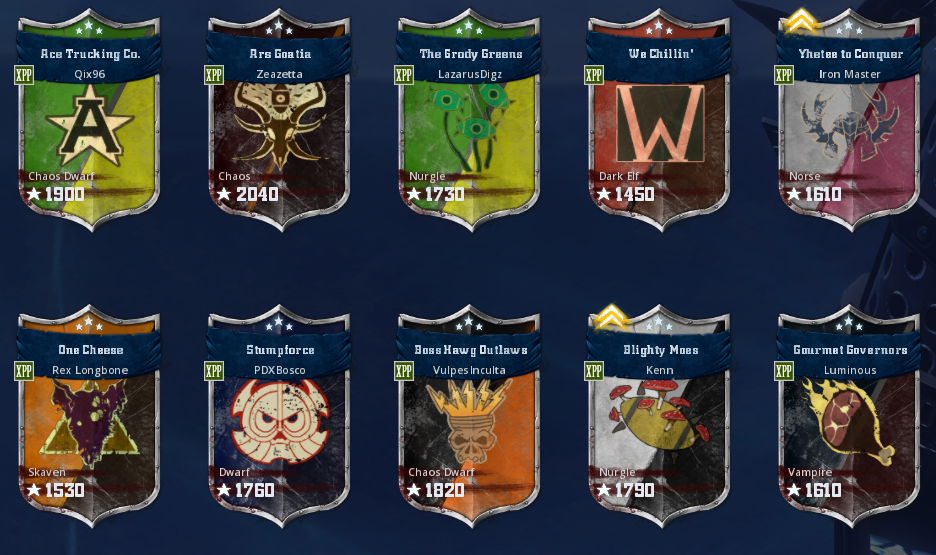 Ace Trucking Co.
XPP Qix96
A
Chaos Dwarf
1900
Ars Goatia
XPP Zeazetta
Chaos
2040
The Grody Greens
XPP LazarusDigz
Nurgle
1730
We Chillin'
XPP
W
Dark Elf
1450
Yhetee to Conquer
XPP Iron Master
Norse
1610
One Cheese
XPP Rex Longbone
Skaven
1530
Stumpforce
XPP PDXBosco
Dwarf
1760
Boss Hawg Outlaws
XPP VulpesInculta
Chaos Dwarf
1820
Blighty Moes
XPP Kenn
Nurgle
1790
Gourmet Governors
XPP Luminous
Vampire
1610